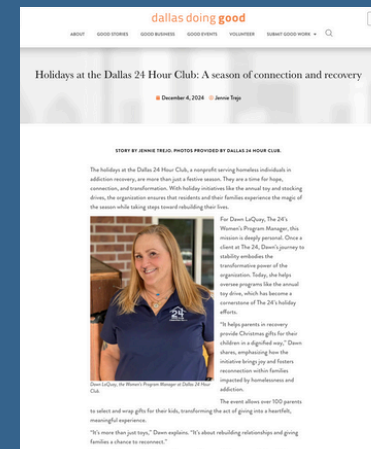 dallas doing good
ABOUT GOOD STORIES GOOD BUSINESS GOOD EVENTS VOLUNTEER SUBMIT GOOD WORK
Holidays at the Dallas 24 Hour Club: A season of connection and recovery
December 4, 2024 Jennie Trejo
STORY BY JENNIE TREJO. PHOTOS PROVIDED BY DALLAS 24 HOUR CLUB.
The holidays at the Dallas 24 Hour Club, a nonprofit serving homeless individuals in
addiction recovery, are more than just a festive season. They are a time for hope,
connection, and transformation. With holiday initiatives like the annual toy and stocking
drives, the organization ensures that residents and their families experience the magic of
the season while taking steps toward rebuilding their lives.
For Dawn LaQuay, The 24's
Women's Program Manager, this
mission is deeply personal. Once a
client at The 24, Dawn's journey to
stability embodies the
transformative power of the
organization. Today, she helps
oversee programs like the annual
toy drive, which has become a
cornerstone of The 24's holiday
efforts.
"It helps parents in recovery
provide Christmas gifts for their
children in a dignified way," Dawn
shares, emphasizing how the
initiative brings joy and fosters
reconnection within families
impacted by homelessness and
addiction.
24
Dawn LaQuay, the Women's Program Manager at Dallas 24 Hour
Club.
The event allows over 100 parents
to select and wrap gifts for their kids, transforming the act of giving into a heartfelt,
meaningful experience.
"It's more than just toys," Dawn explains. "It's about rebuilding relationships and giving
families a chance to reconnect."